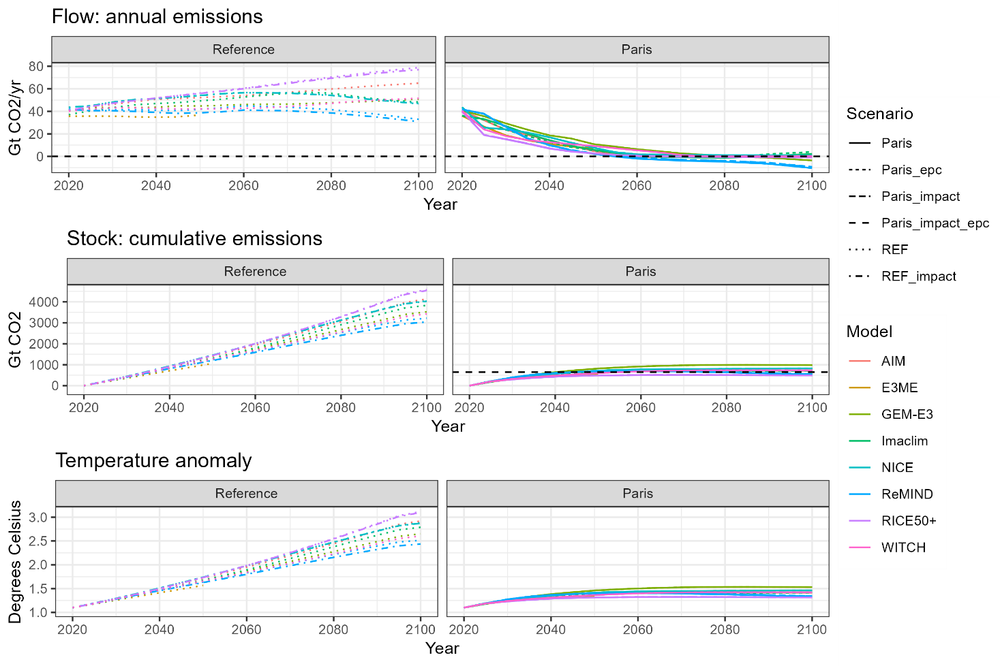 Flow: annual emissions
Reference
Paris
Gt CO2/yr
80
60
40
20
0
2020 2040 2060 2080 2100
2020 2040 2060 2080 2100
Year
Stock: cumulative emissions
Reference
Paris
Gt CO2
4000
3000
2000
1000
0
2020 2040 2060 2080 2100
2020 2040 2060 2080 2100
Year
Temperature anomaly
Reference
Paris
Degrees Celsius
3.0
2.5
2.0
1.5
1.0
2020 2040 2060 2080 2100
2020 2040 2060 2080 2100
Year
Scenario
Paris
Paris_epc
Paris_impact
Paris_impact_epc
REF
REF_impact
Model
AIM
E3ME
GEM-E3
Imaclim
NICE
ReMIND
RICE50+
WITCH